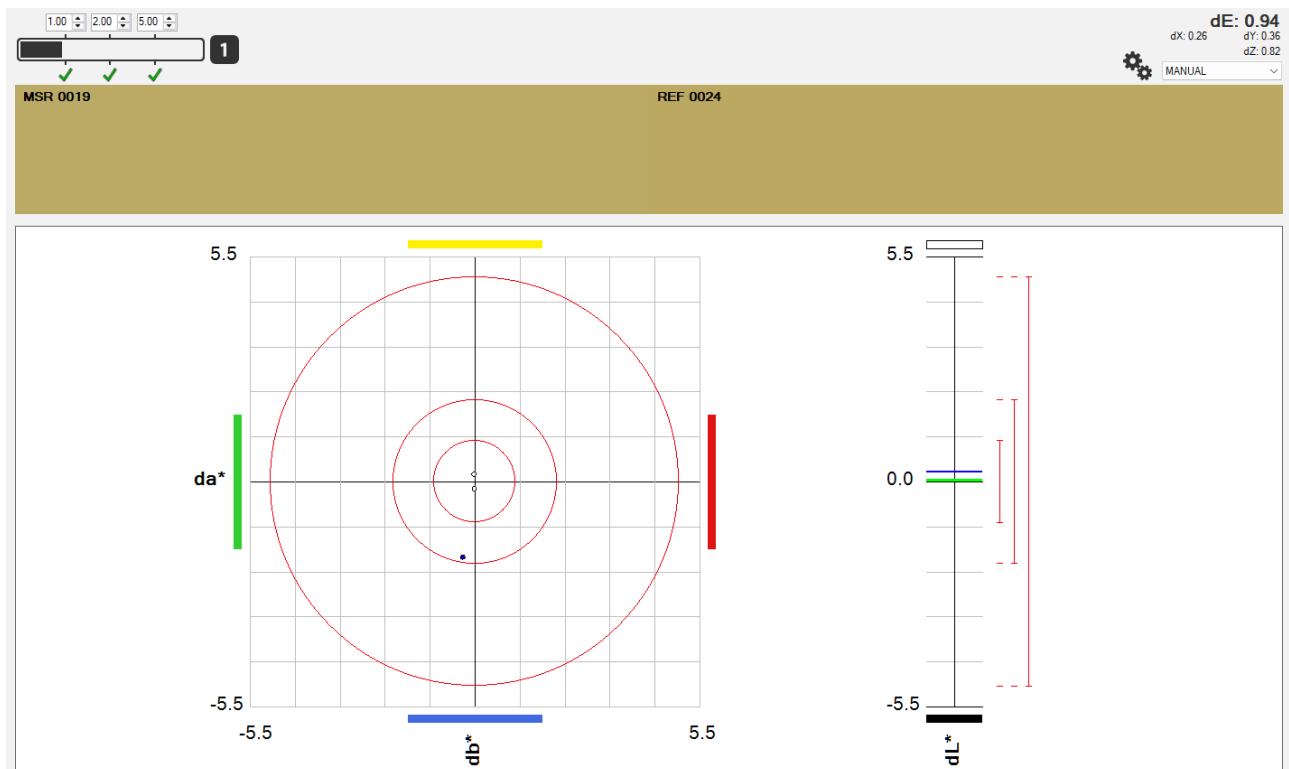 1.00 2.00 5.00
1
dE: 0.94
dX: 0.26 dY: 0.36
dZ: 0.82
MANUAL
MSR 0019 REF 0024
5.5 5.5
da* 0.0
-5.5 -5.5
-5.5 5.5
db* dL*